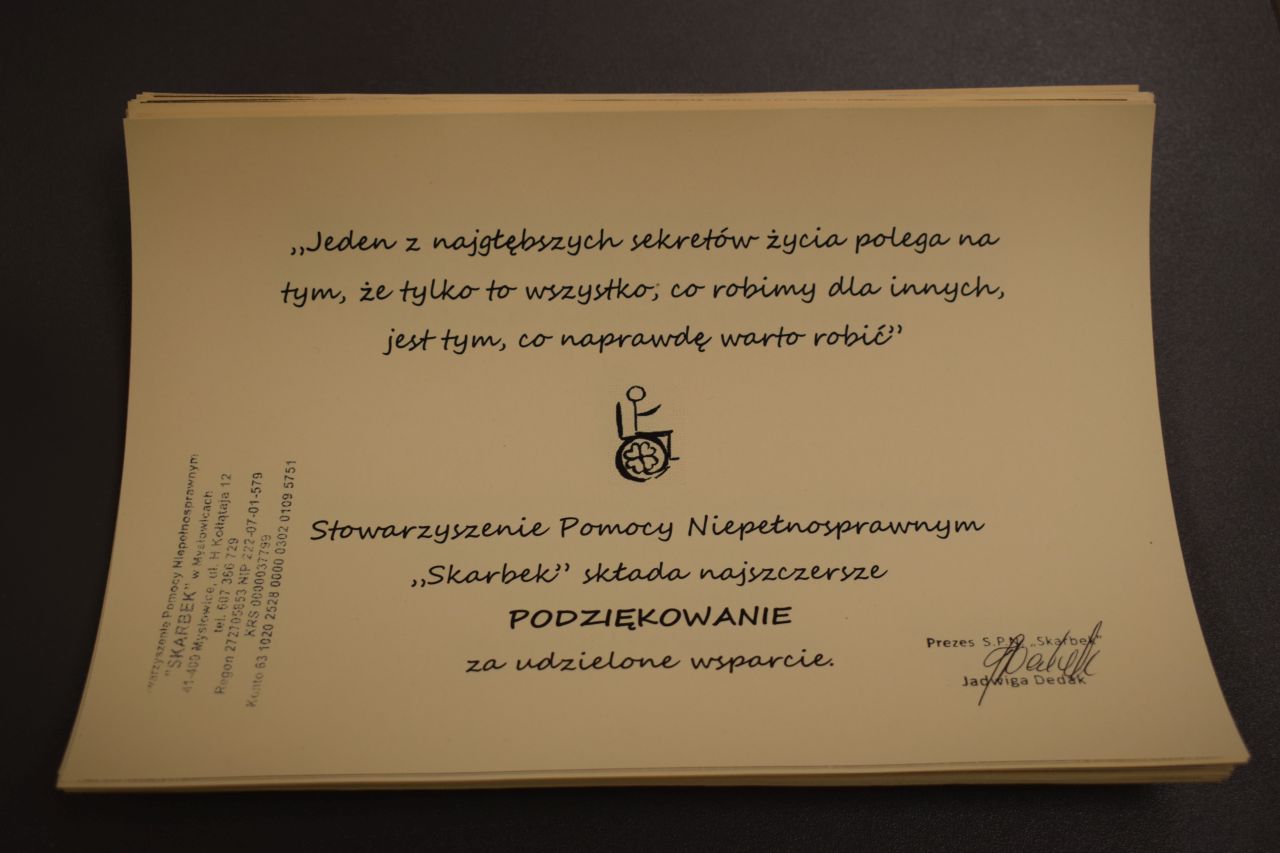 „Jeden z najgłębszych sekretów życia polega na
tym, że tylko to wszystko, co robimy dla innych,
jest tym, co naprawdę warto robić”
Stowarzyszenie Pomocy Niepełnosprawnym
„Skarbek” składa najszczersze
PODZIĘKOWANIE
za udzielone wsparcie.
Prezes S.P.N. „Skarbek”
Jadwiga Dedak
warzyszenie Pomocy Niepełnosprawnym
"SKARBEK" w Mysłowicach
41-400 Mysłowice, ul. H Kołłątaja 12
tel. 607 366 729
Regon 272705853 NIP 222-07-01-579
KRS 0000037799
Konto 63 1020 2528 0000 0302 0109 5751